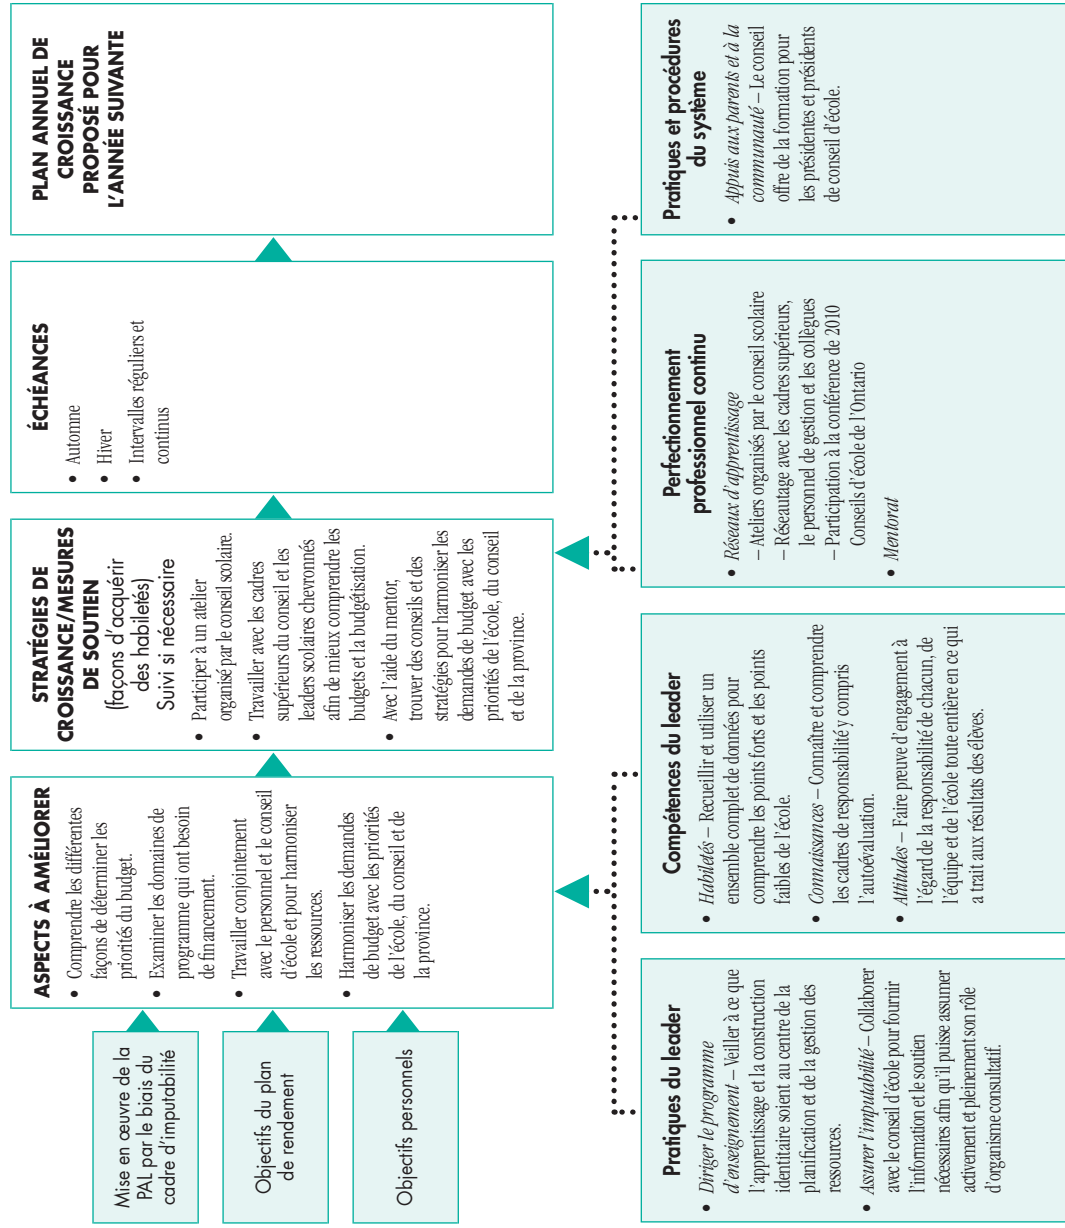 Mise en œuvre de la
PAL par le biais du
cadre d'imputabilité
Objectifs du plan
de rendement
Objectifs personnels
ASPECTS À AMÉLIORER
• Comprendre les différentes
façons de déterminer les
priorités du budget.
• Examiner les domaines de
programme qui ont besoin
de financement.
• Travailler conjointement
avec le personnel et le conseil
d'école et pour harmoniser
les ressources.
• Harmoniser les demandes
de budget avec les priorités
de l'école, du conseil et de
la province.
STRATÉGIES DE
CROISSANCE/MESURES
DE SOUTIEN
(façons d'acquérir
des habiletés)
Suivi si nécessaire
• Participer à un atelier
organisé par le conseil scolaire.
• Travailler avec les cadres
supérieurs du conseil et les
leaders scolaires chevronnés
afin de mieux comprendre les
budgets et la budgétisation.
• Avec l'aide du mentor,
trouver des conseils et des
stratégies pour harmoniser les
demandes de budget avec les
priorités de l'école, du conseil
et de la province.
ÉCHÉANCES
• Automne
• Hiver
• Intervalles réguliers et
continus
PLAN ANNUEL DE
CROISSANCE
PROPOSÉ POUR
L'ANNÉE SUIVANTE
Pratiques du leader
• Diriger le programme
d'enseignement – Veiller à ce que
l'apprentissage et la construction
identitaire soient au centre de la
planification et de la gestion des
ressources.
• Assurer l'imputabilité – Collaborer
avec le conseil d'école pour fournir
l'information et le soutien
nécessaires afin qu'il puisse assumer
activement et pleinement son rôle
d'organisme consultatif.
Compétences du leader
• Habiletés – Recueillir et utiliser un
ensemble complet de données pour
comprendre les points forts et les points
faibles de l'école.
• Connaissances – Connaître et comprendre
les cadres de responsabilité y compris
l'autoévaluation.
• Attitudes – Faire preuve d'engagement à
l'égard de la responsabilité de chacun, de
l'équipe et de l'école toute entière en ce qui
a trait aux résultats des élèves.
Perfectionnement
professionnel continu
• Réseaux d'apprentissage
– Ateliers organisés par le conseil scolaire
– Réseautage avec les cadres supérieurs,
le personnel de gestion et les collègues
– Participation à la conférence de 2010
Conseils d'école de l'Ontario
• Mentorat
Pratiques et procédures
du système
• Appuis aux parents et à la
communauté – Le conseil
offre de la formation pour
les présidentes et présidents
de conseil d'école.